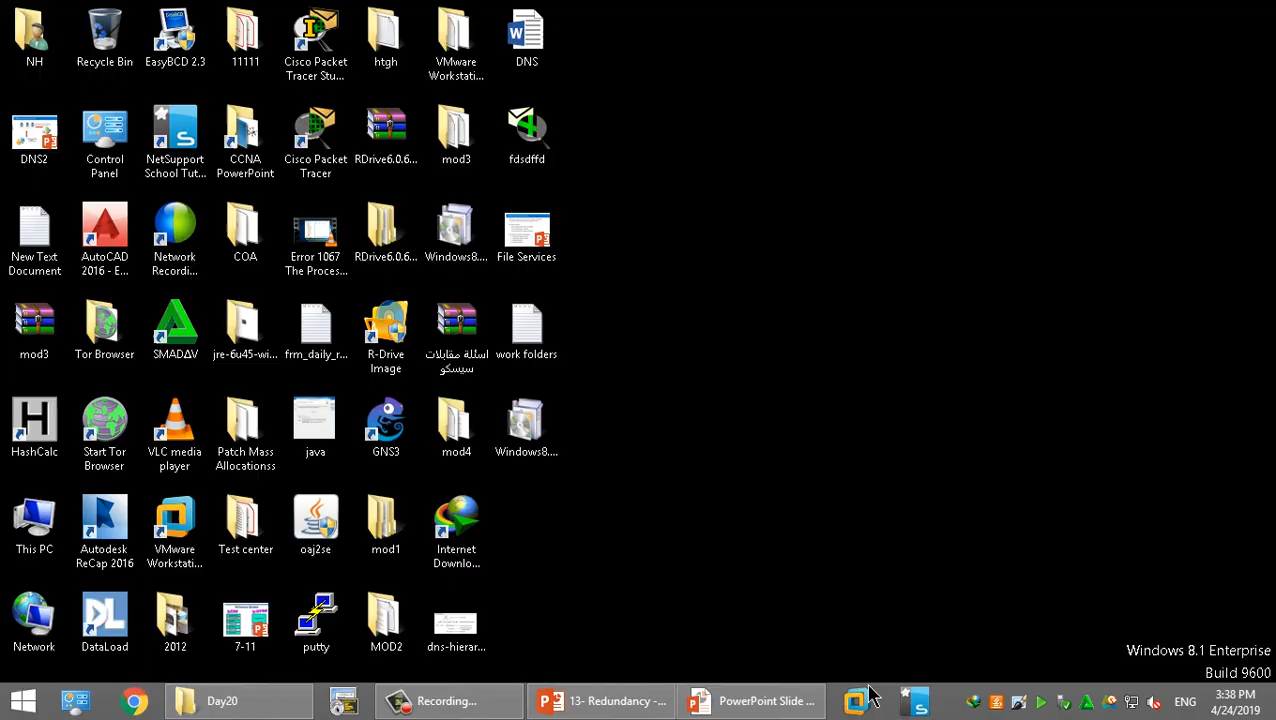 NH
Recycle Bin
EasyBCD 2.3
11111
Cisco Packet
Tracer Stu...
htgh
VMware
Workstati...
DNS
DNS2
Control
Panel
NetSupport
School Tut...
CCNA
PowerPoint
Cisco Packet
Tracer
RDrive6.0.6...
mod3
fdsdffd
New Text
Document
AutoCAD
2016 - E...
Network
Recordi...
COA
Error 1067
The Proces...
RDrive6.0.6...
Windows8....
File Services
mod3
Tor Browser
SMADΔV
jre-6u45-wi...
frm_daily_r...
R-Drive
Image
اسئلة مقابلات
سيسكو
work folders
HashCalc
Start Tor
Browser
VLC media
player
Patch Mass
Allocationss
java
GNS3
mod4
Windows8....
This PC
Autodesk
ReCap 2016
VMware
Workstati...
Test center
oaj2se
mod1
Internet
Downlo...
Network
DataLoad
2012
7-11
putty
MOD2
dns-hierar...
Windows 8.1 Enterprise
Build 9600
Day20
Recording...
13- Redundancy -...
PowerPoint Slide ...
ENG
3:38 PM
4/24/2019